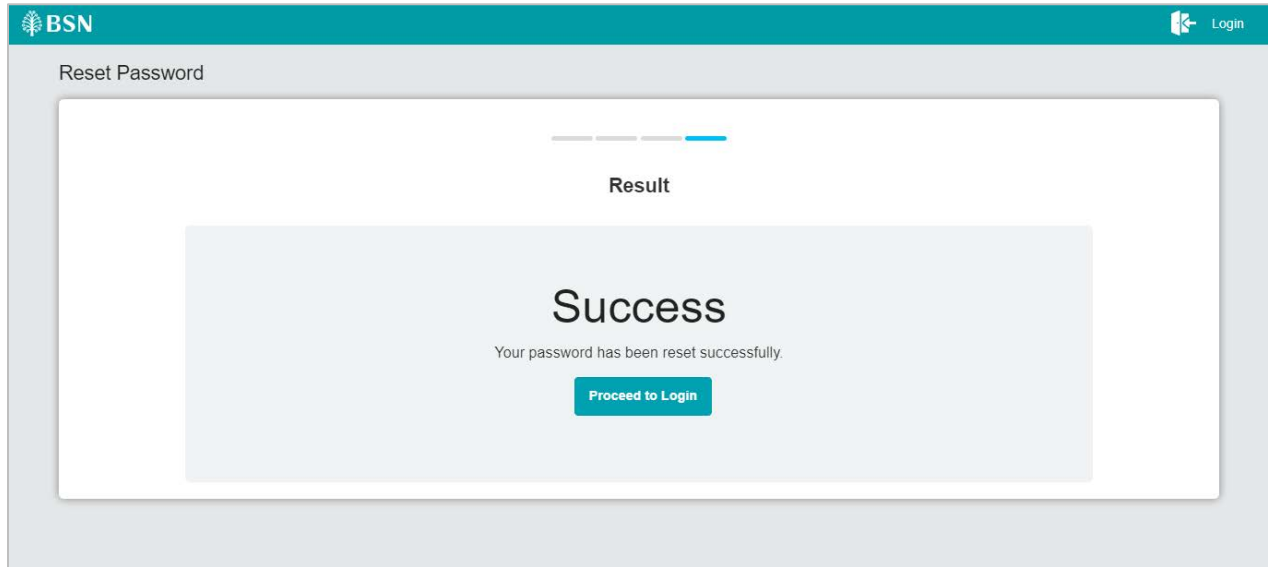 BSN
Login
Reset Password
Result
Success
Your password has been reset successfully.
Proceed to Login